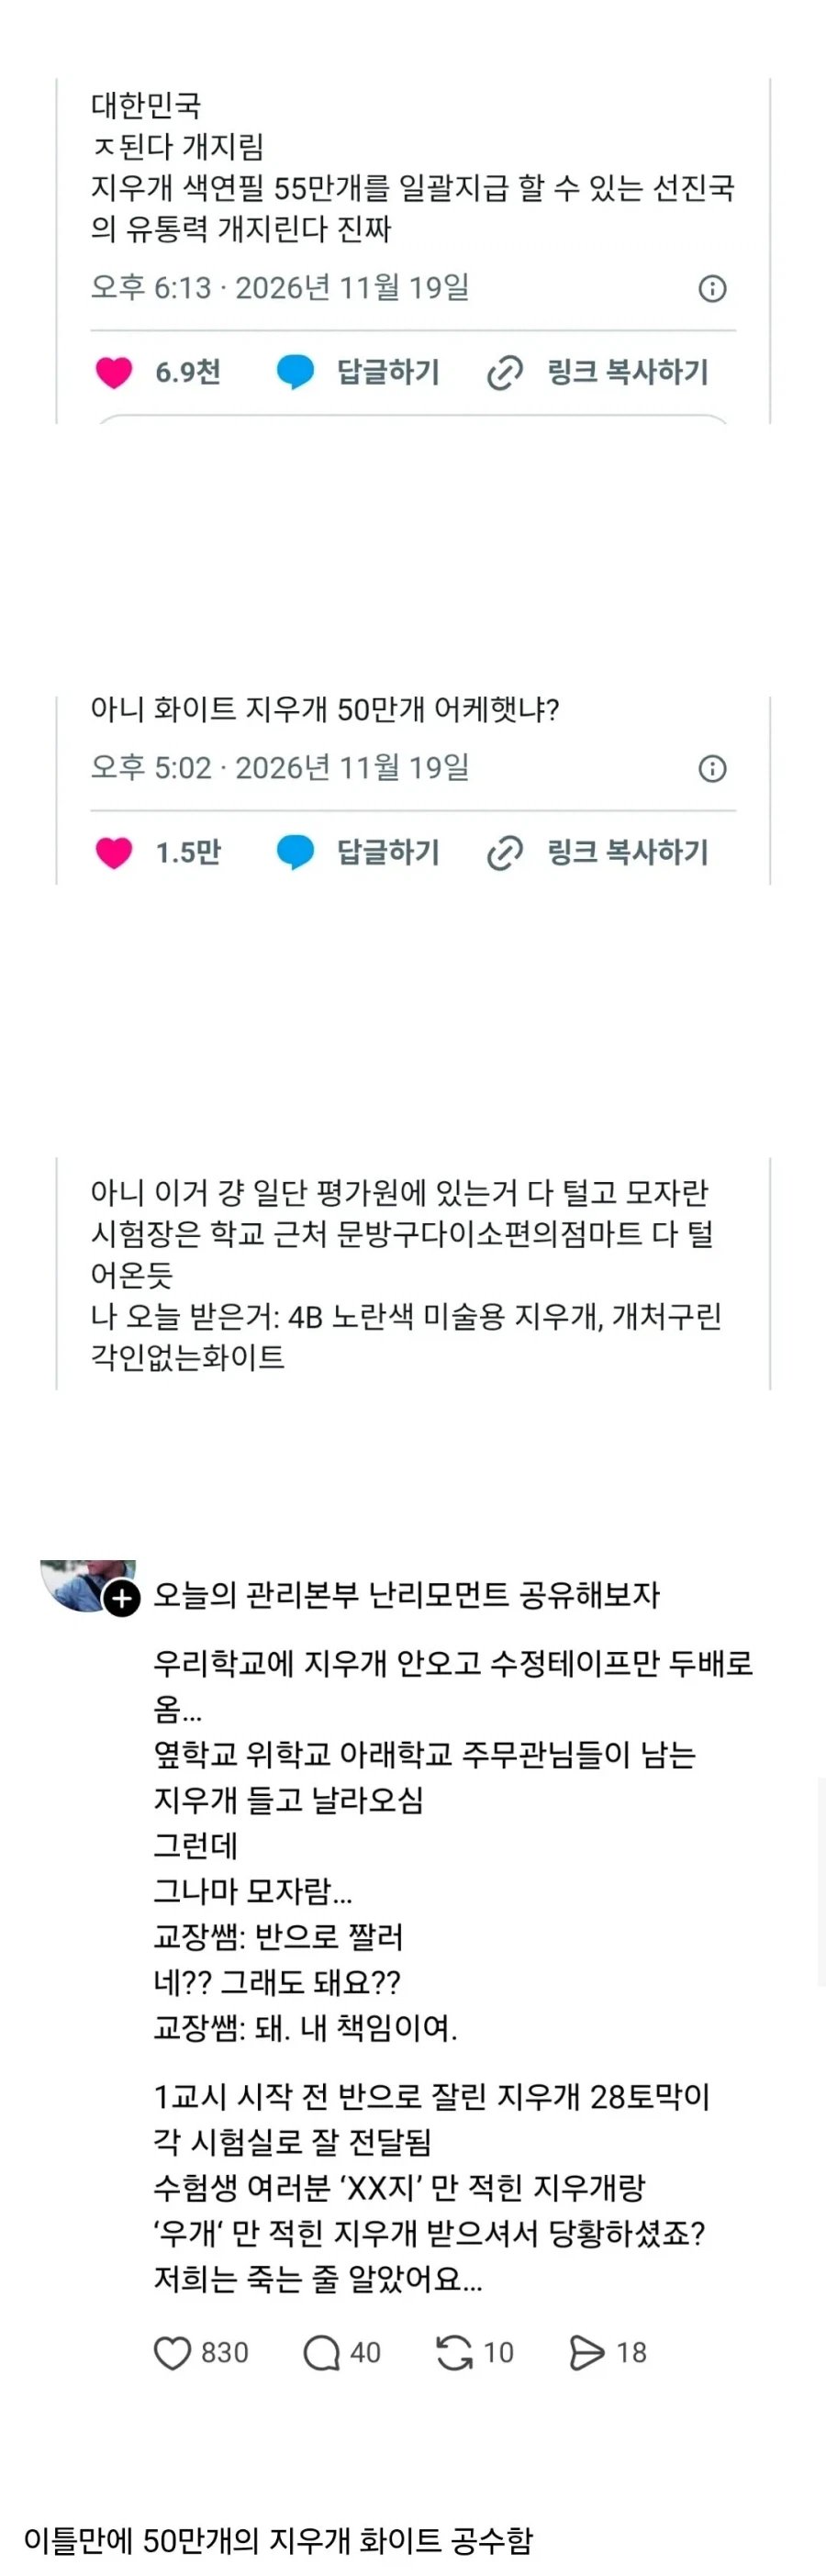 대한민국
ㅈ된다 개지림
지우개 색연필 55만개를 일괄지급 할 수 있는 선진국
의 유통력 개지린다 진짜
오후 6:13 · 2026년 11월 19일
6.9천 답글하기 링크 복사하기
아니 화이트 지우개 50만개 어케햇냐?
오후 5:02 · 2026년 11월 19일
1.5만 답글하기 링크 복사하기
아니 이거 걍 일단 평가원에 있는거 다 털고 모자란
시험장은 학교 근처 문방구다이소편의점마트 다 털
어온듯
나 오늘 받은거: 4B 노란색 미술용 지우개, 개처구린
각인없는화이트
오늘의 관리본부 난리모먼트 공유해보자
우리학교에 지우개 안오고 수정테이프만 두배로
옴...
옆학교 위학교 아래학교 주무관님들이 남는
지우개 들고 날라오심
그런데
그나마 모자람...
교장쌤: 반으로 짤러
네?? 그래도 돼요??
교장쌤: 돼. 내 책임이여.
1교시 시작 전 반으로 잘린 지우개 28토막이
각 시험실로 잘 전달됨
수험생 여러분 ‘XX지’ 만 적힌 지우개랑
‘우개‘ 만 적힌 지우개 받으셔서 당황하셨죠?
저희는 죽는 줄 알았어요...
830 40 10 18
이틀만에 50만개의 지우개 화이트 공수함